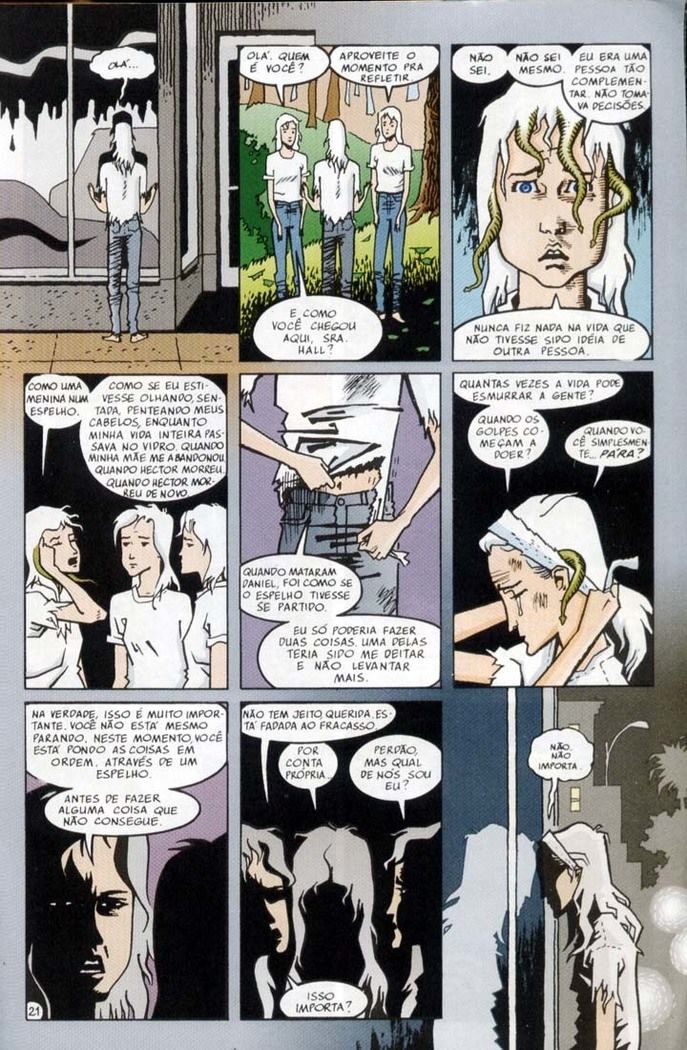 OLÁ...
OLÁ. QUEM
É VOCÊ?
APROVEITE O
MOMENTO PRA
REFLETIR.
E COMO
VOCÊ CHEGOU
AQUI, SRA.
HALL?
NÃO
SEI.
NÃO SEI
MESMO.
EU ERA UMA
PESSOA TÃO
COMPLEMEN-
TAR. NÃO TOMA-
VA DECISÕES.
NUNCA FIZ NADA NA VIDA QUE
NÃO TIVESSE SIDO IDÉIA DE
OUTRA PESSOA.
COMO UMA
MENINA NUM
ESPELHO.
COMO SE EU ESTI-
VESSE OLHANDO, SEN-
TADA, PENTEANDO MEUS
CABELOS, ENQUANTO
MINHA VIDA INTEIRA PAS-
SAVA NO VIDRO. QUANDO
MINHA MÃE ME ABANDONOU,
QUANDO HECTOR MORREU,
QUANDO HECTOR MOR-
REU DE NOVO.
QUANDO MATARAM
DANIEL, FOI COMO SE
O ESPELHO TIVESSE
SE PARTIDO.
EU SÓ PODERIA FAZER
DUAS COISAS. UMA DELAS
TERIA SIDO ME DEITAR
E NÃO LEVANTAR
MAIS.
QUANTAS VEZES A VIDA PODE
ESMURRAR A GENTE?
QUANDO OS
GOLPES CO-
MEÇAM A
DOER?
QUANDO VO-
CÊ SIMPLESMEN-
TE... PÁRA?
NA VERDADE, ISSO É MUITO IMPOR-
TANTE. VOCÊ NÃO ESTÁ MESMO
PARANDO. NESTE MOMENTO, VOCÊ
ESTÁ PONDO AS COISAS EM
ORDEM. ATRAVÉS DE UM
ESPELHO.
ANTES DE FAZER
ALGUMA COISA QUE
NÃO CONSEGUE.
21
NÃO TEM JEITO, QUERIDA. ES-
TÁ FADADA AO FRACASSO.
POR
CONTA
PRÓPRIA...
PERDÃO,
MAS QUAL
DE NÓS SOU
EU?
ISSO
IMPORTA?
NÃO.
NÃO
IMPORTA.